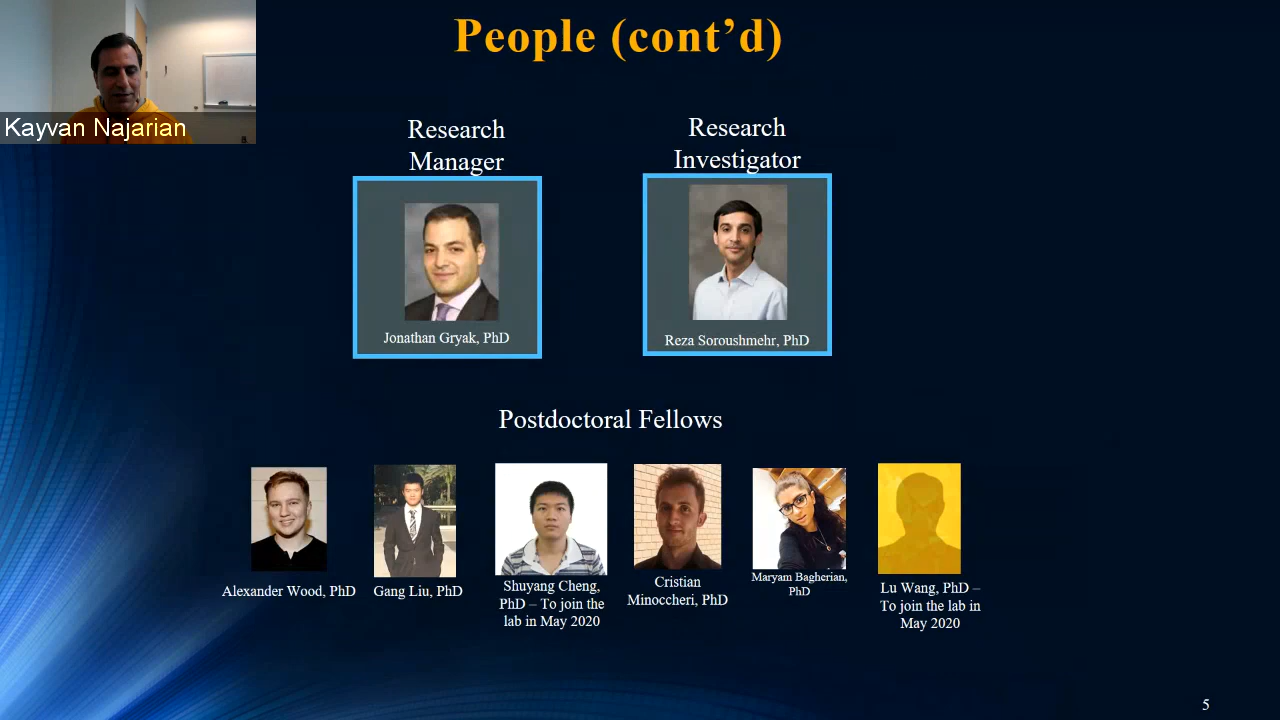 People (cont’d)
Kayvan Najarian
Research
Manager
Research
Investigator
Jonathan Gryak, PhD
Reza Soroushmehr, PhD
Postdoctoral Fellows
Alexander Wood, PhD
Gang Liu, PhD
Shuyang Cheng,
PhD – To join the
lab in May 2020
Cristian
Minoccheri, PhD
Maryam Bagherian,
PhD
Lu Wang, PhD –
To join the lab in
May 2020
5